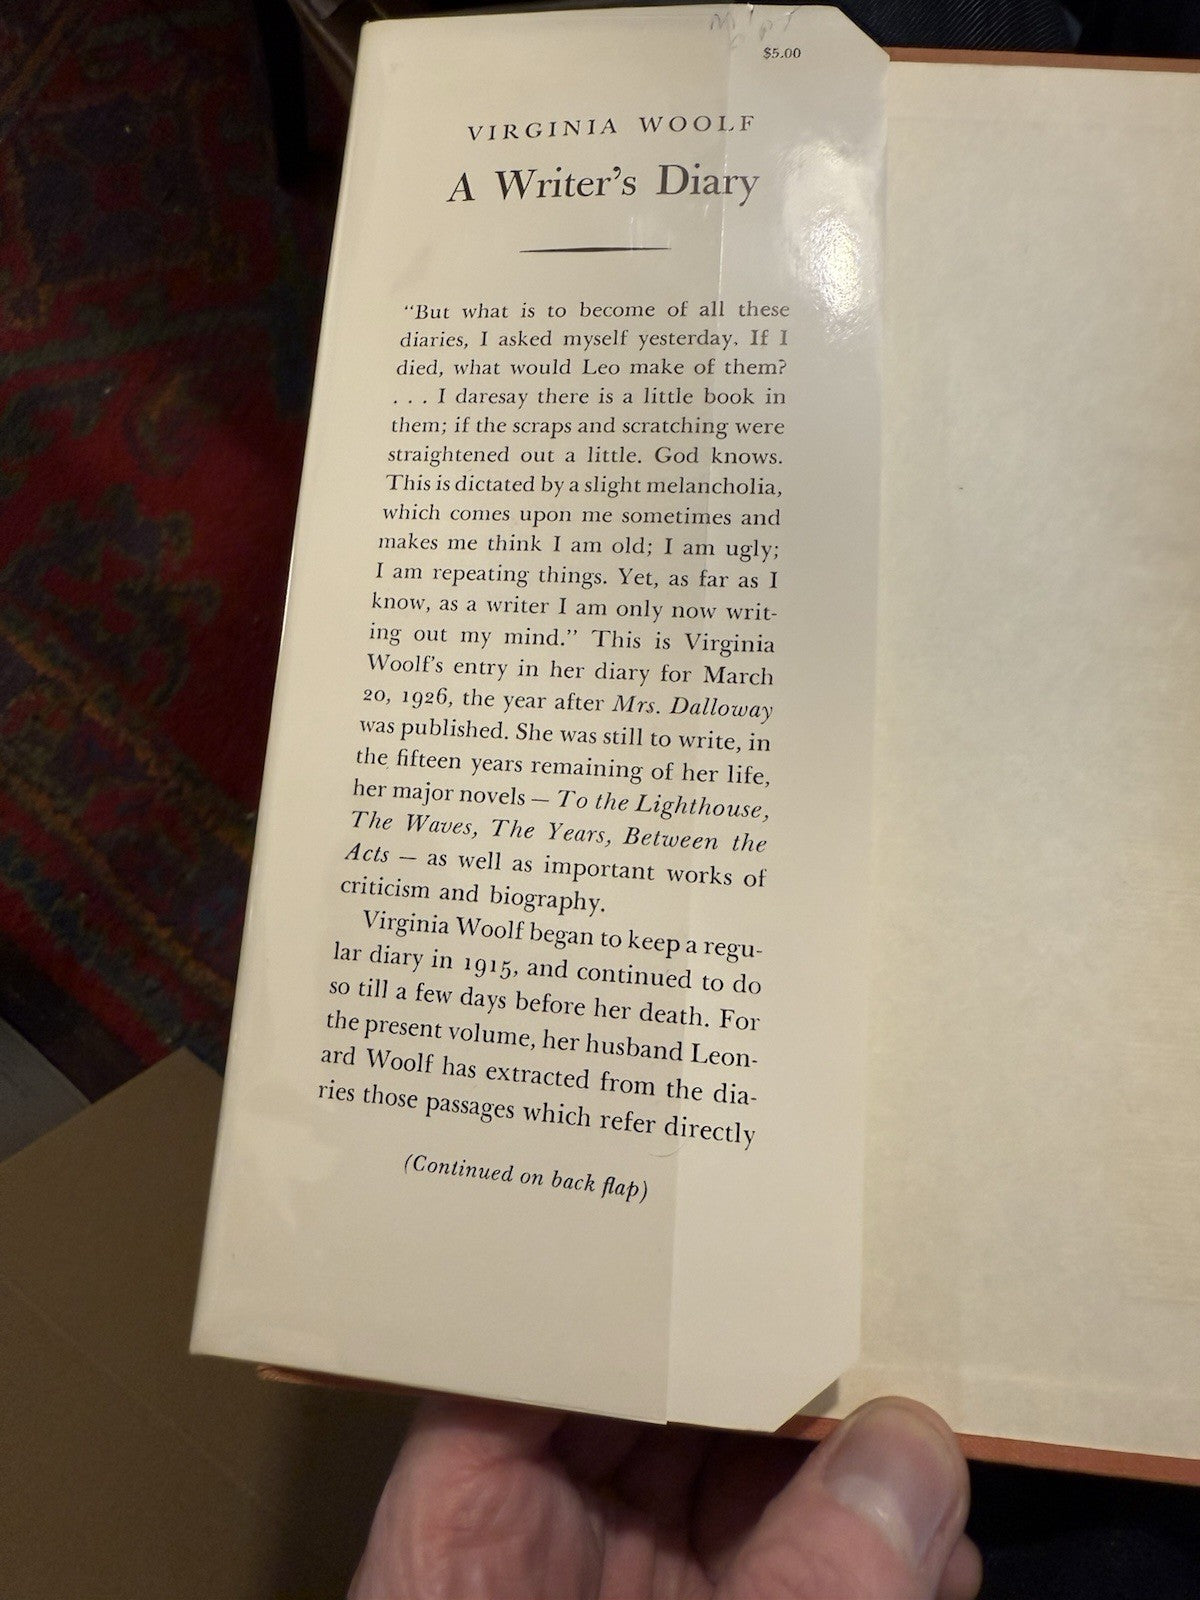 $5.00
VIRGINIA WOOLF
A Writer's Diary
"But what is to become of all these
diaries, I asked myself yesterday. If I
died, what would Leo make of them?
. . . I daresay there is a little book in
them; if the scraps and scratching were
straightened out a little. God knows.
This is dictated by a slight melancholia,
which comes upon me sometimes and
makes me think I am old; I am ugly;
I am repeating things. Yet, as far as I
know, as a writer I am only now writ-
ing out my mind." This is Virginia
Woolf's entry in her diary for March
20, 1926, the year after Mrs. Dalloway
was published. She was still to write, in
the fifteen years remaining of her life,
her major novels — To the Lighthouse,
The Waves, The Years, Between the
Acts — as well as important works of
criticism and biography.
Virginia Woolf began to keep a regu-
lar diary in 1915, and continued to do
so till a few days before her death. For
the present volume, her husband Leon-
ard Woolf has extracted from the dia-
ries those passages which refer directly
(Continued on back flap)